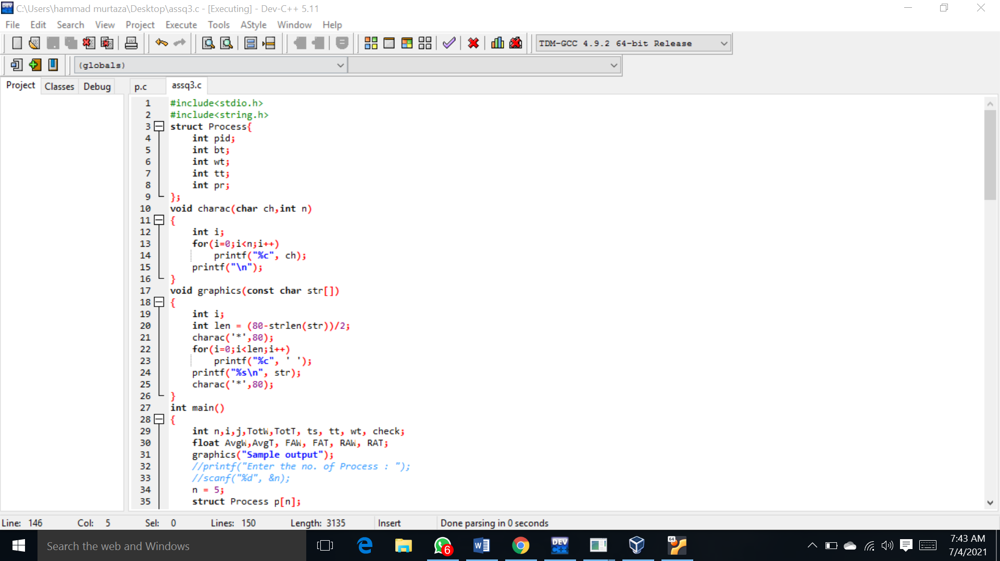 C:\Users\hammad murtaza\Desktop\assq3.c - [Executing] - Dev-C++ 5.11
File Edit Search View Project Execute Tools AStyle Window Help
TDM-GCC 4.9.2 64-bit Release
(globals)
Project Classes Debug p.c assq3.c
1 #include<stdio.h>
2 #include<string.h>
3 struct Process{
4 int pid;
5 int bt;
6 int wt;
7 int tt;
8 int pr;
9 };
10 void charac(char ch,int n)
11 {
12 int i;
13 for(i=0;i<n;i++)
14 printf("%c", ch);
15 printf("\n");
16 }
17 void graphics(const char str[])
18 {
19 int i;
20 int len = (80-strlen(str))/2;
21 charac('*',80);
22 for(i=0;i<len;i++)
23 printf("%c", ' ');
24 printf("%s\n", str);
25 charac('*',80);
26 }
27 int main()
28 {
29 int n,i,j,TotW,TotT, ts, tt, wt, check;
30 float AvgW,AvgT, FAW, FAT, RAW, RAT;
31 graphics("Sample output");
32 //printf("Enter the no. of Process : ");
33 //scanf("%d", &n);
34 n = 5;
35 struct Process p[n];
Line: 146 Col: 5 Sel: 0 Lines: 150 Length: 3135 Insert Done parsing in 0 seconds
Search the web and Windows
6
DEV
C++
64
7:43 AM
7/4/2021